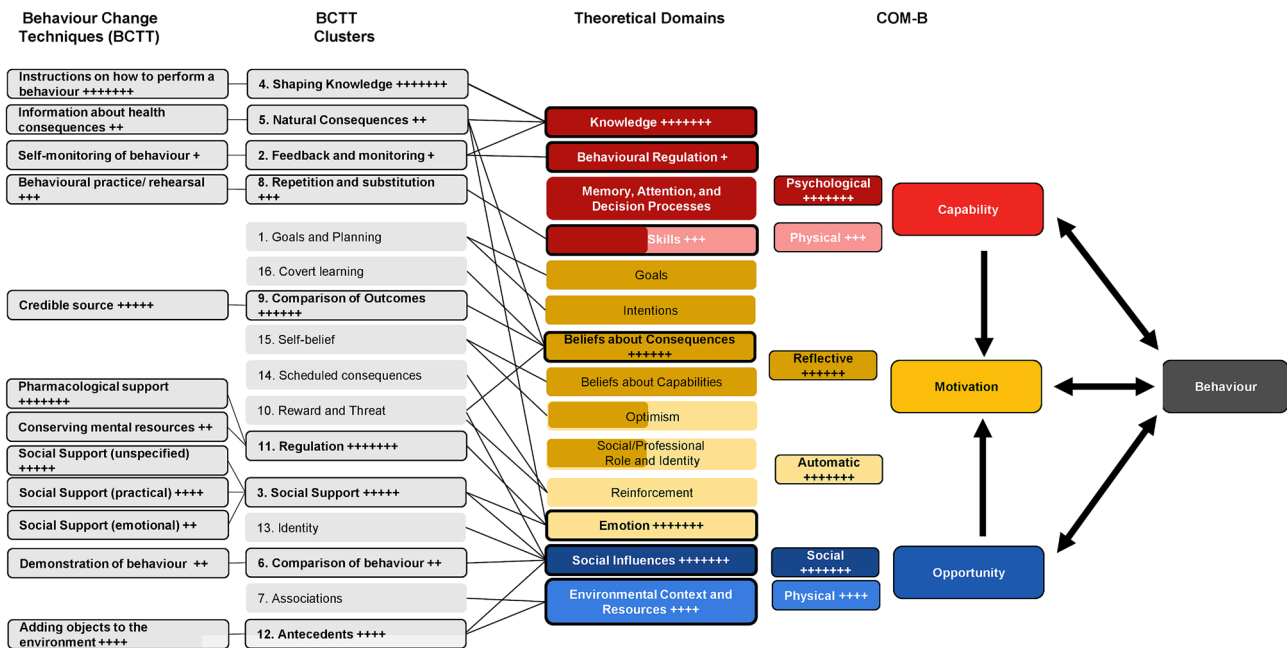 Behaviour Change
Techniques (BCTT)
BCTT
Clusters
Theoretical Domains
COM-B
Instructions on how to perform a
behaviour +++++++
Information about health
consequences ++
Self-monitoring of behaviour +
Behavioural practice/ rehearsal
+++
Credible source +++++
Pharmacological support
+++++++
Conserving mental resources ++
Social Support (unspecified)
+++++
Social Support (practical) ++++
Social Support (emotional) ++
Demonstration of behaviour ++
Adding objects to the
environment ++++
4. Shaping Knowledge +++++++
5. Natural Consequences ++
2. Feedback and monitoring +
8. Repetition and substitution
+++
1. Goals and Planning
16. Covert learning
9. Comparison of Outcomes
++++++
15. Self-belief
14. Scheduled consequences
10. Reward and Threat
11. Regulation +++++++
3. Social Support +++++
13. Identity
6. Comparison of behaviour ++
7. Associations
12. Antecedents ++++
Knowledge +++++++
Behavioural Regulation +
Memory, Attention, and
Decision Processes
Skills +++
Goals
Intentions
Beliefs about Consequences
++++++
Beliefs about Capabilities
Optimism
Social/Professional
Role and Identity
Reinforcement
Emotion +++++++
Social Influences +++++++
Environmental Context and
Resources ++++
Psychological
+++++++
Physical +++
Reflective
++++++
Automatic
+++++++
Social
+++++++
Physical ++++
Capability
Motivation
Opportunity
Behaviour